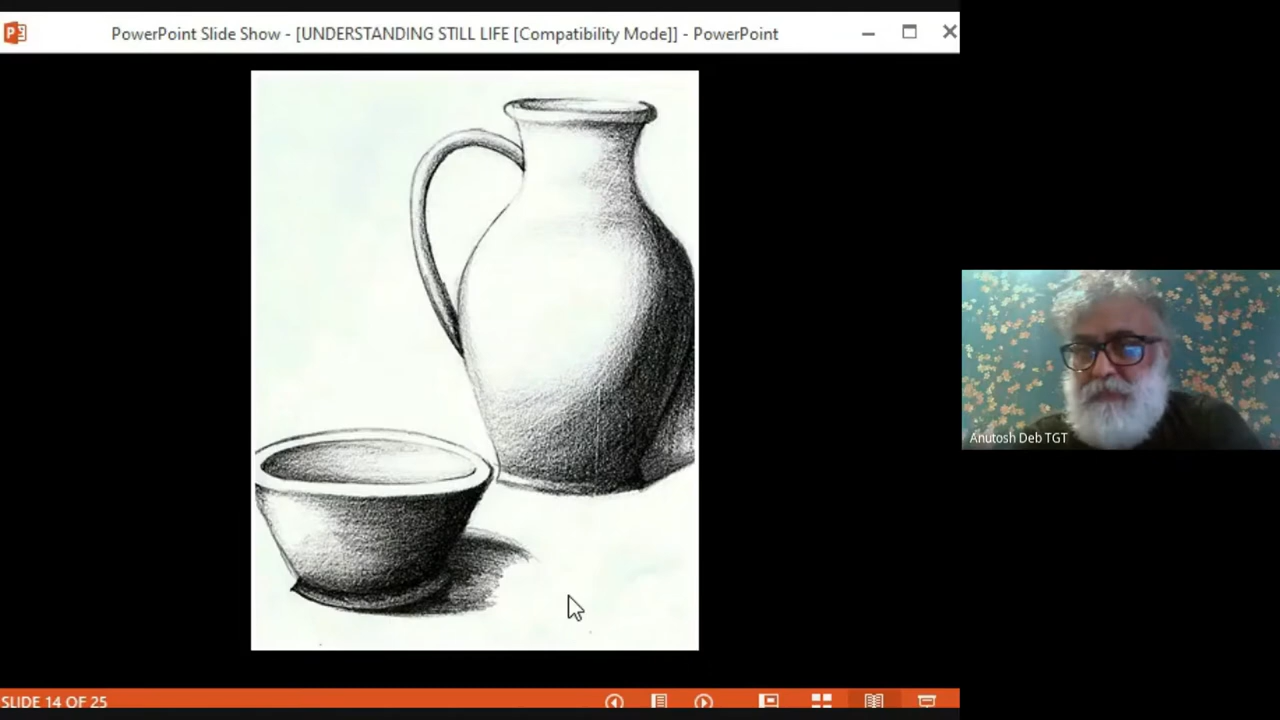 PowerPoint Slide Show - [UNDERSTANDING STILL LIFE [Compatibility Mode]] - PowerPoint
Anutosh Deb TGT
SLIDE 14 OF 25